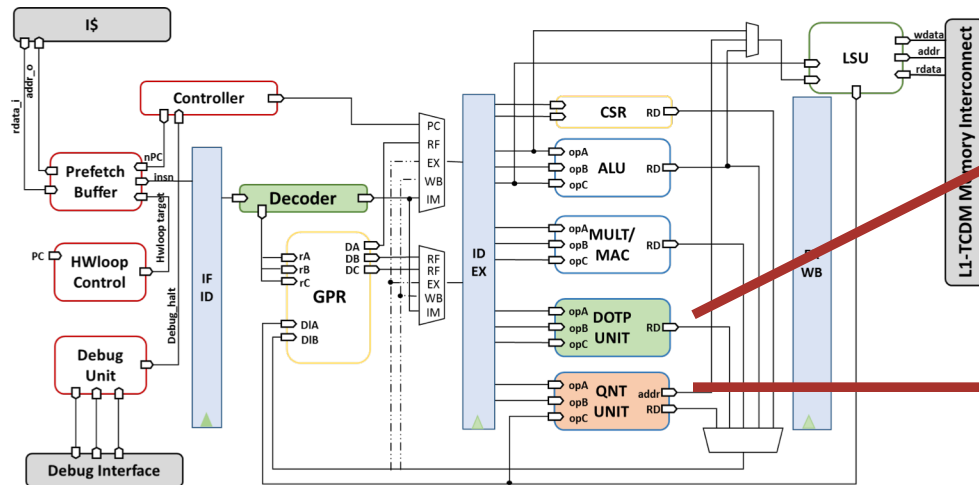 I$
rdata_i
addr_o
Controller
nPC
Prefetch
Buffer
insn
Hwloop target
PC
HWloop
Control
Debug_halt
Debug
Unit
Debug Interface
IF
ID
Decoder
rA
rB
rC
GPR
DA
DB
DC
DIA
DIB
PC
RF
EX
WB
IM
RF
RF
EX
WB
IM
ID
EX
CSR
RD
opA
opB
opC
ALU
RD
opA
opB
opC
MULT/
MAC
RD
opA
opB
opC
DOTP
UNIT
RD
opA
opB
opC
QNT
UNIT
addr
RD
LSU
wdata
addr
rdata
WB
L1-TCDM Memory Interconnect